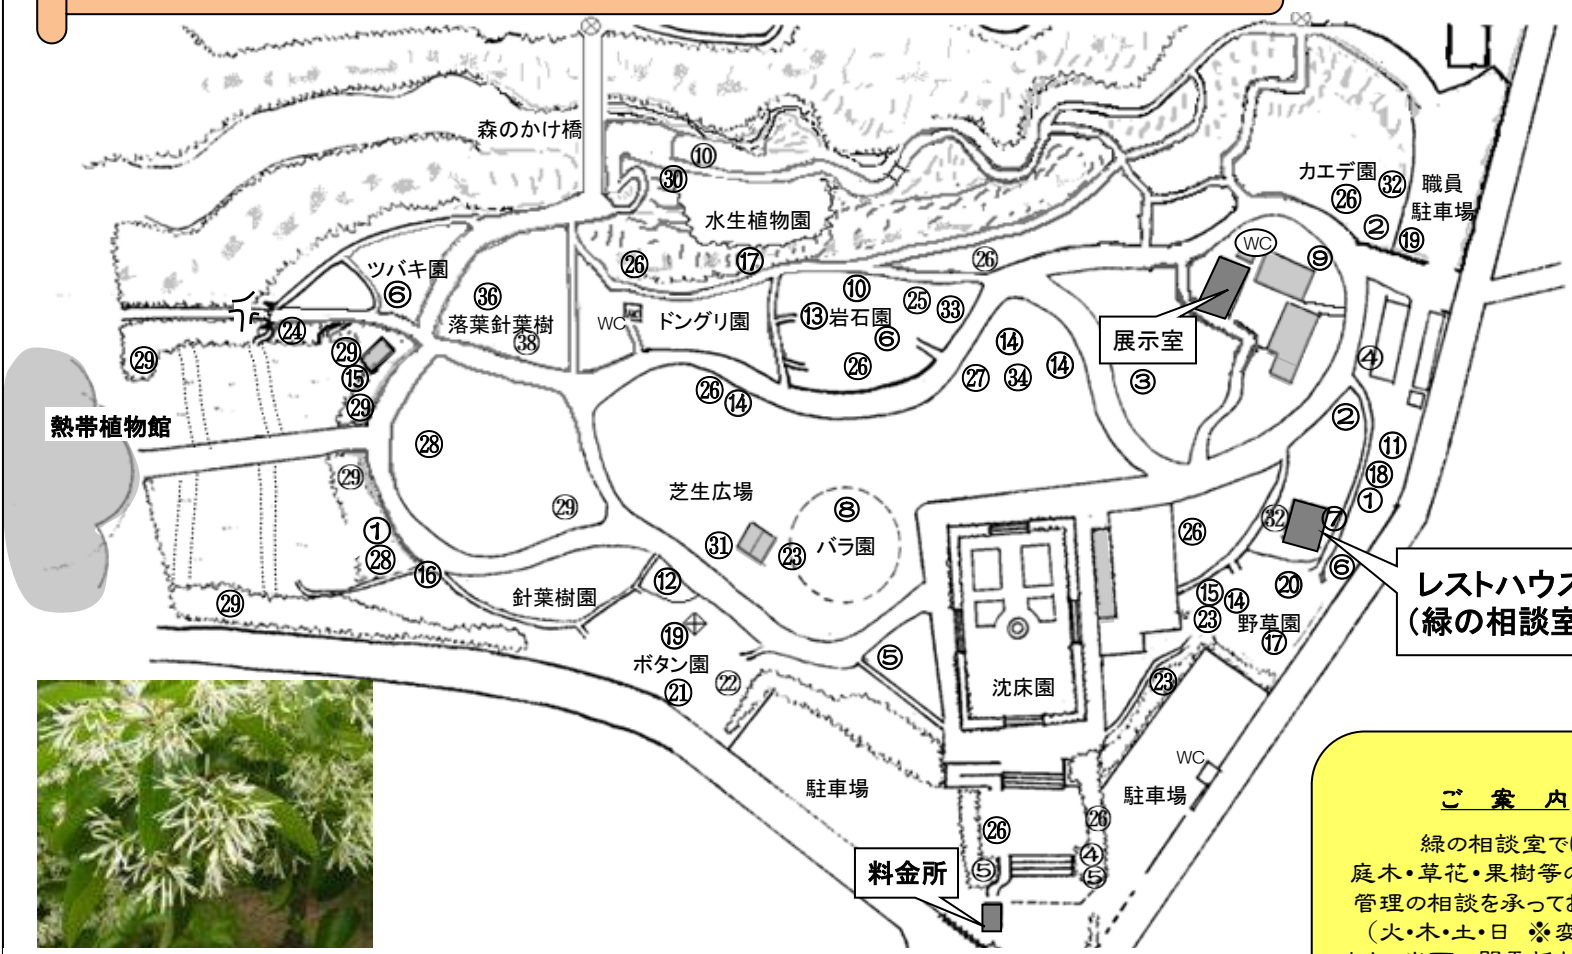 森のかけ橋
⑩
㉚
水生植物園
カエデ園
㉜
職員
駐車場
㉖
②
⑲
ツバキ園
⑥
㉖
⑰
㉖
WC
⑨
㊱
落葉針葉樹
㊳
WC
ドングリ園
⑩
⑬
岩石園
㉕
㉝
⑥
㉖
展示室
㉔
㉙
㉙
⑮
㉙
⑭
⑭
㉗
㉞
③
④
㉖
⑭
熱帯植物館
㉘
②
⑪
⑱
①
㉙
㉙
芝生広場
⑧
バラ園
㉛
㉓
㉖
㉜
⑦
①
㉘
⑯
⑥
レストハウス
(緑の相談室
針葉樹園
⑫
⑳
⑮
⑭
㉓
野草園
⑰
㉙
⑲
ボタン園
㉑
㉒
⑤
沈床園
㉓
駐車場
WC
駐車場
㉖
㉖
⑤
④
⑤
料金所
ご 案 内
緑の相談室で
庭木・草花・果樹等の
管理の相談を承って
(火・木・土・日 ※変